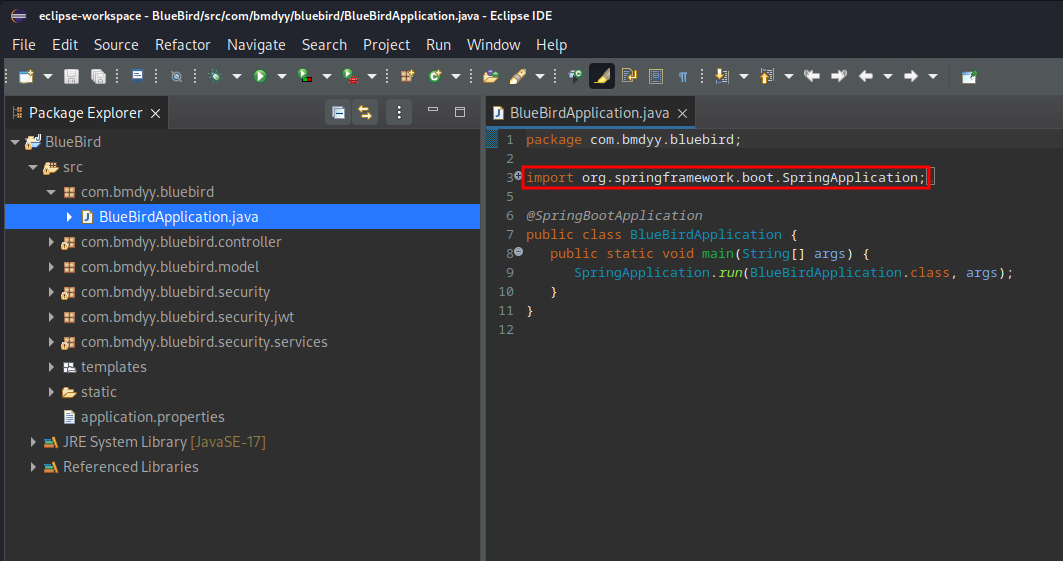 eclipse-workspace - BlueBird/src/com/bmdyy/bluebird/BlueBirdApplication.java - Eclipse IDE
File Edit Source Refactor Navigate Search Project Run Window Help
Package Explorer
BlueBird
src
com.bmdyy.bluebird
BlueBirdApplication.java
com.bmdyy.bluebird.controller
com.bmdyy.bluebird.model
com.bmdyy.bluebird.security
com.bmdyy.bluebird.security.jwt
com.bmdyy.bluebird.security.services
templates
static
application.properties
JRE System Library [JavaSE-17]
Referenced Libraries
BlueBirdApplication.java
1 package com.bmdyy.bluebird;
2
3 import org.springframework.boot.SpringApplication;
5
6 @SpringBootApplication
7 public class BlueBirdApplication {
8 public static void main(String[] args) {
9 SpringApplication.run(BlueBirdApplication.class, args);
10 }
11 }
12